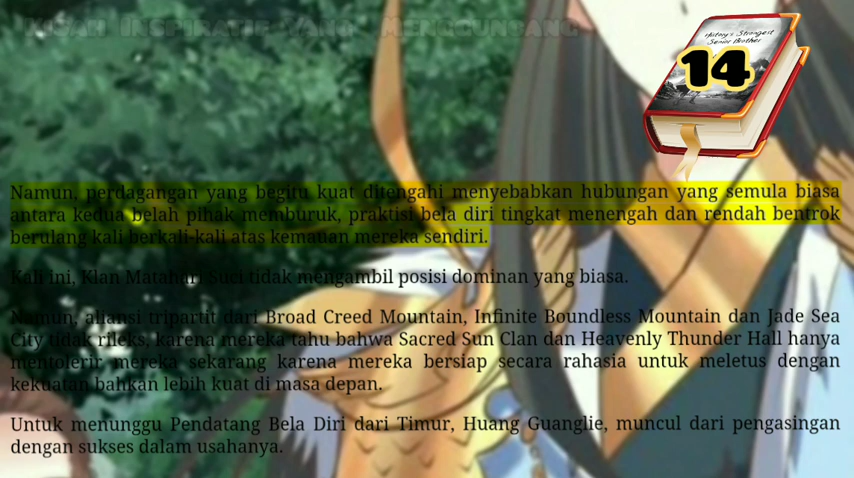 Kisah Inspiratif Yang Mengguncang
History's Strongest
Senior Brother
14
Namun, perdagangan yang begitu kuat ditengahi menyebabkan hubungan yang semula biasa
antara kedua belah pihak memburuk, praktisi bela diri tingkat menengah dan rendah bentrok
berulang kali berkali-kali atas kemauan mereka sendiri.
Kali ini, Klan Matahari Suci tidak mengambil posisi dominan yang biasa.
Namun, aliansi tripartit dari Broad Creed Mountain, Infinite Boundless Mountain dan Jade Sea
City tidak rileks, karena mereka tahu bahwa Sacred Sun Clan dan Heavenly Thunder Hall hanya
mentolerir mereka sekarang karena mereka bersiap secara rahasia untuk meletus dengan
kekuatan bahkan lebih kuat di masa depan.
Untuk menunggu Pendatang Bela Diri dari Timur, Huang Guanglie, muncul dari pengasingan
dengan sukses dalam usahanya.